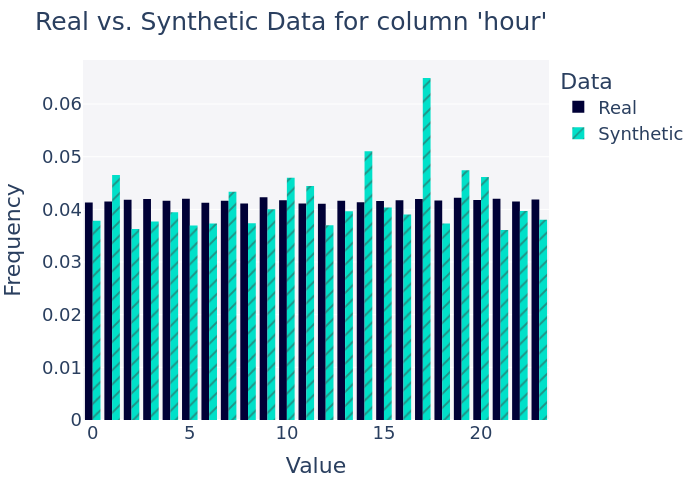 Real vs. Synthetic Data for column 'hour'
Data
Real
Synthetic
Frequency
0.06
0.05
0.04
0.03
0.02
0.01
0
0 5 10 15 20
Value